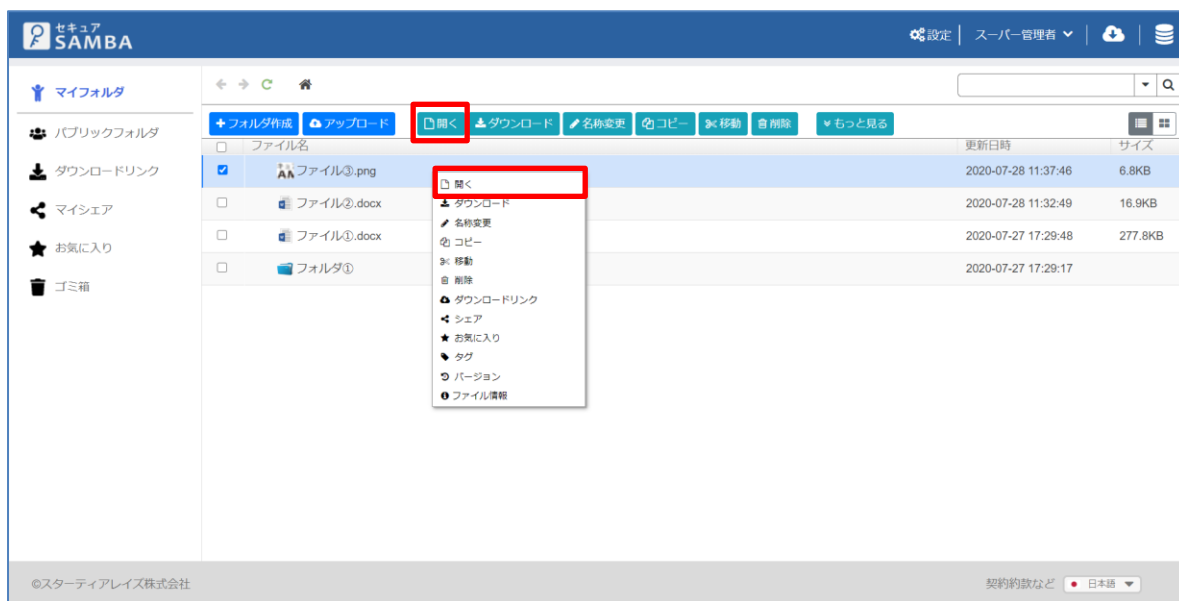 セキュア
SAMBA
設定 スーパー管理者
マイフォルダ
パブリックフォルダ
ダウンロードリンク
マイシェア
お気に入り
ゴミ箱
フォルダ作成 アップロード 開く ダウンロード 名称変更 コピー 移動 削除 もっと見る
ファイル名 更新日時 サイズ
ファイル③.png 2020-07-28 11:37:46 6.8KB
ファイル②.docx 2020-07-28 11:32:49 16.9KB
ファイル①.docx 2020-07-27 17:29:48 277.8KB
フォルダ① 2020-07-27 17:29:17
開く
ダウンロード
名称変更
コピー
移動
削除
ダウンロードリンク
シェア
お気に入り
タグ
バージョン
ファイル情報
©スターティアレイズ株式会社 契約約款など 日本語